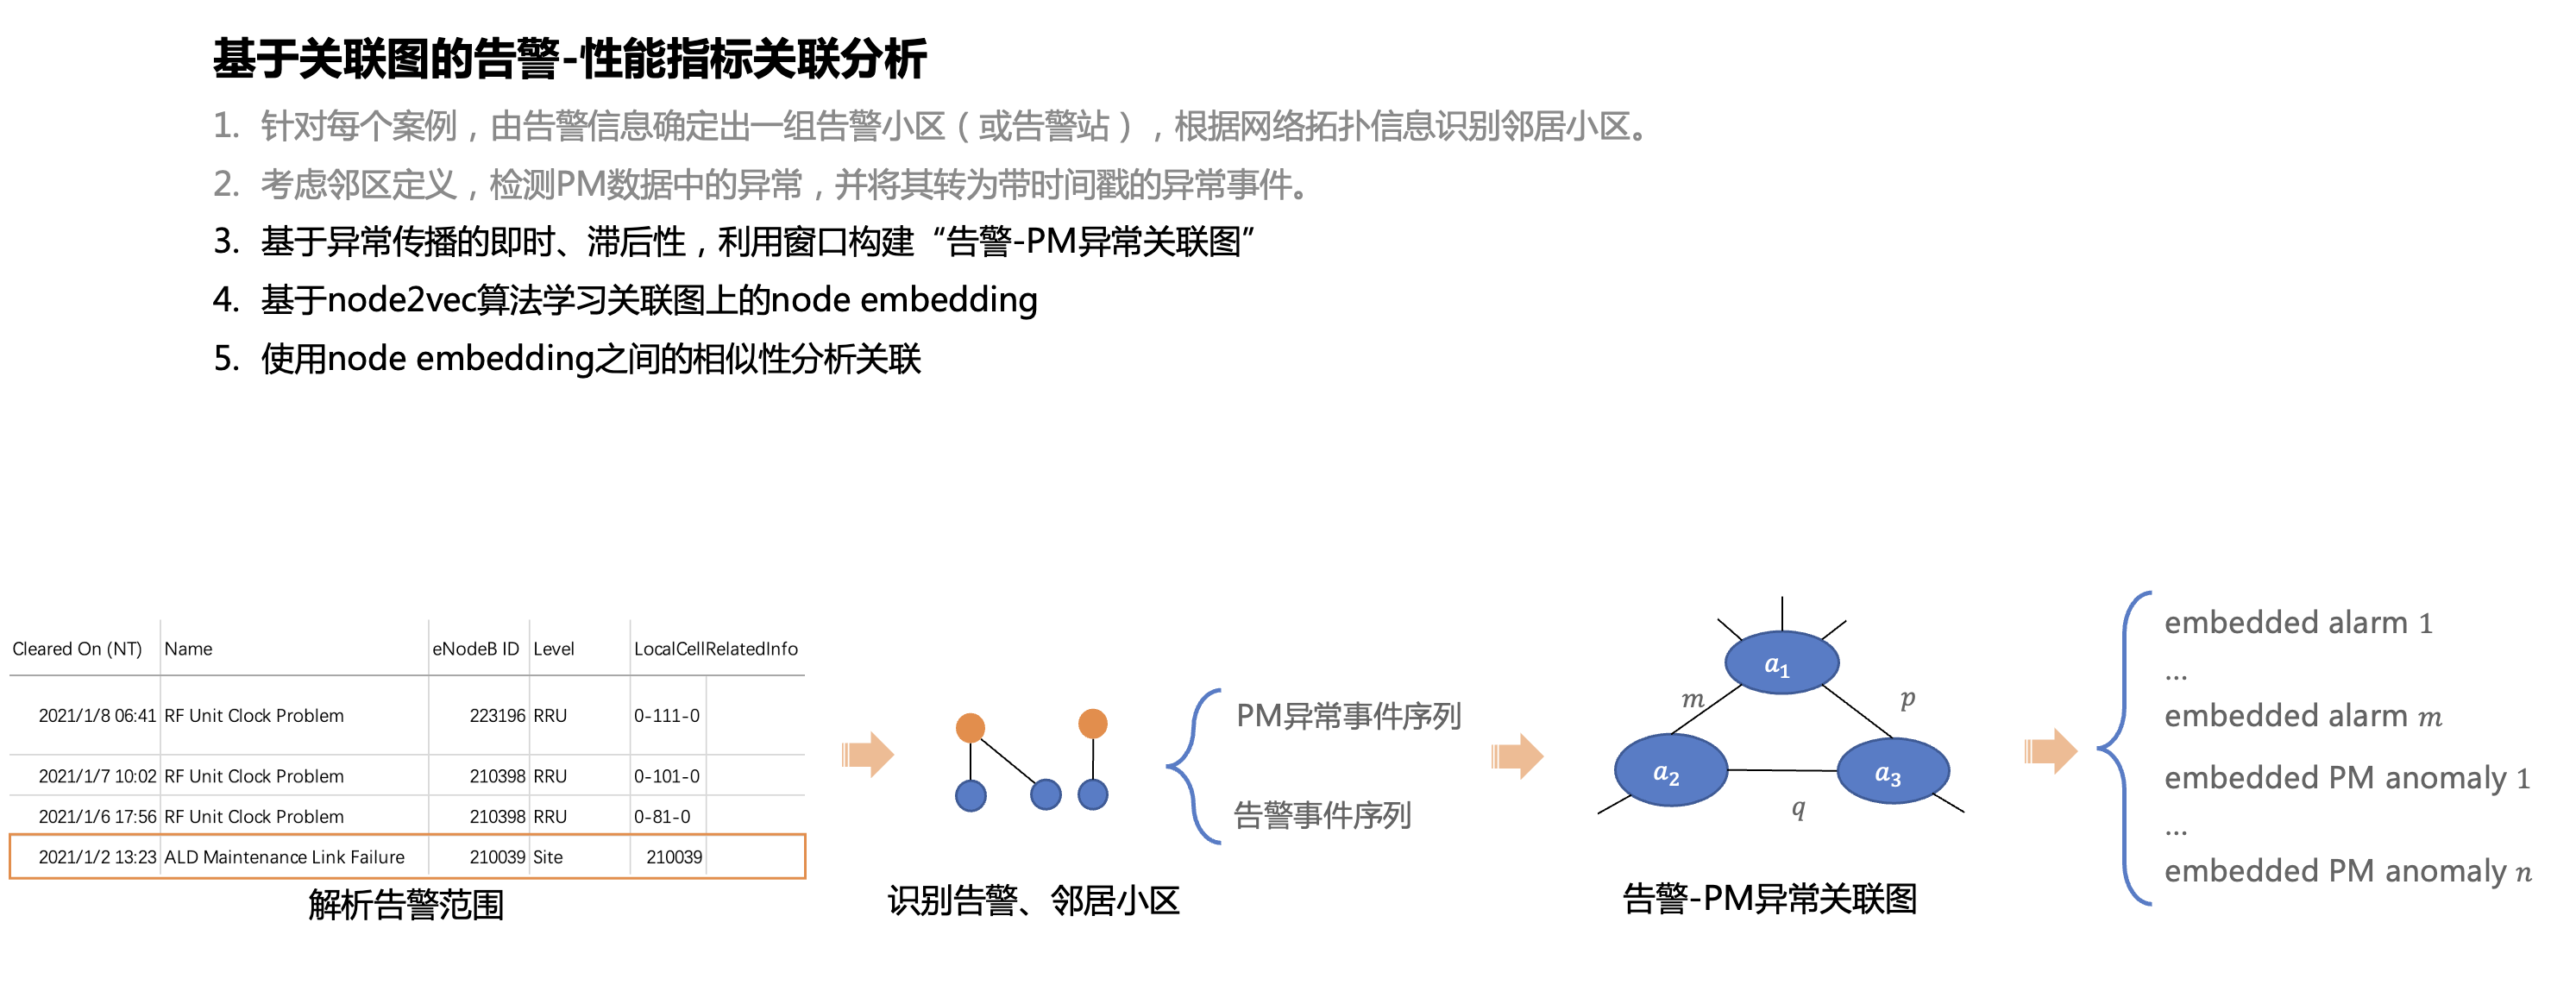 基于关联图的告警-性能指标关联分析
1. 针对每个案例，由告警信息确定出一组告警小区（或告警站），根据网络拓扑信息识别邻居小区。
2. 考虑邻区定义，检测PM数据中的异常，并将其转为带时间戳的异常事件。
3. 基于异常传播的即时、滞后性，利用窗口构建“告警-PM异常关联图”
4. 基于node2vec算法学习关联图上的node embedding
5. 使用node embedding之间的相似性分析关联
Cleared On (NT) Name eNodeB ID Level LocalCellRelatedInfo
2021/1/8 06:41 RF Unit Clock Problem 223196 RRU 0-111-0
2021/1/7 10:02 RF Unit Clock Problem 210398 RRU 0-101-0
2021/1/6 17:56 RF Unit Clock Problem 210398 RRU 0-81-0
2021/1/2 13:23 ALD Maintenance Link Failure 210039 Site 210039
解析告警范围
PM异常事件序列
告警事件序列
识别告警、邻居小区
a1
m
p
a2
a3
q
告警-PM异常关联图
embedded alarm 1
...
embedded alarm m
embedded PM anomaly 1
...
embedded PM anomaly n